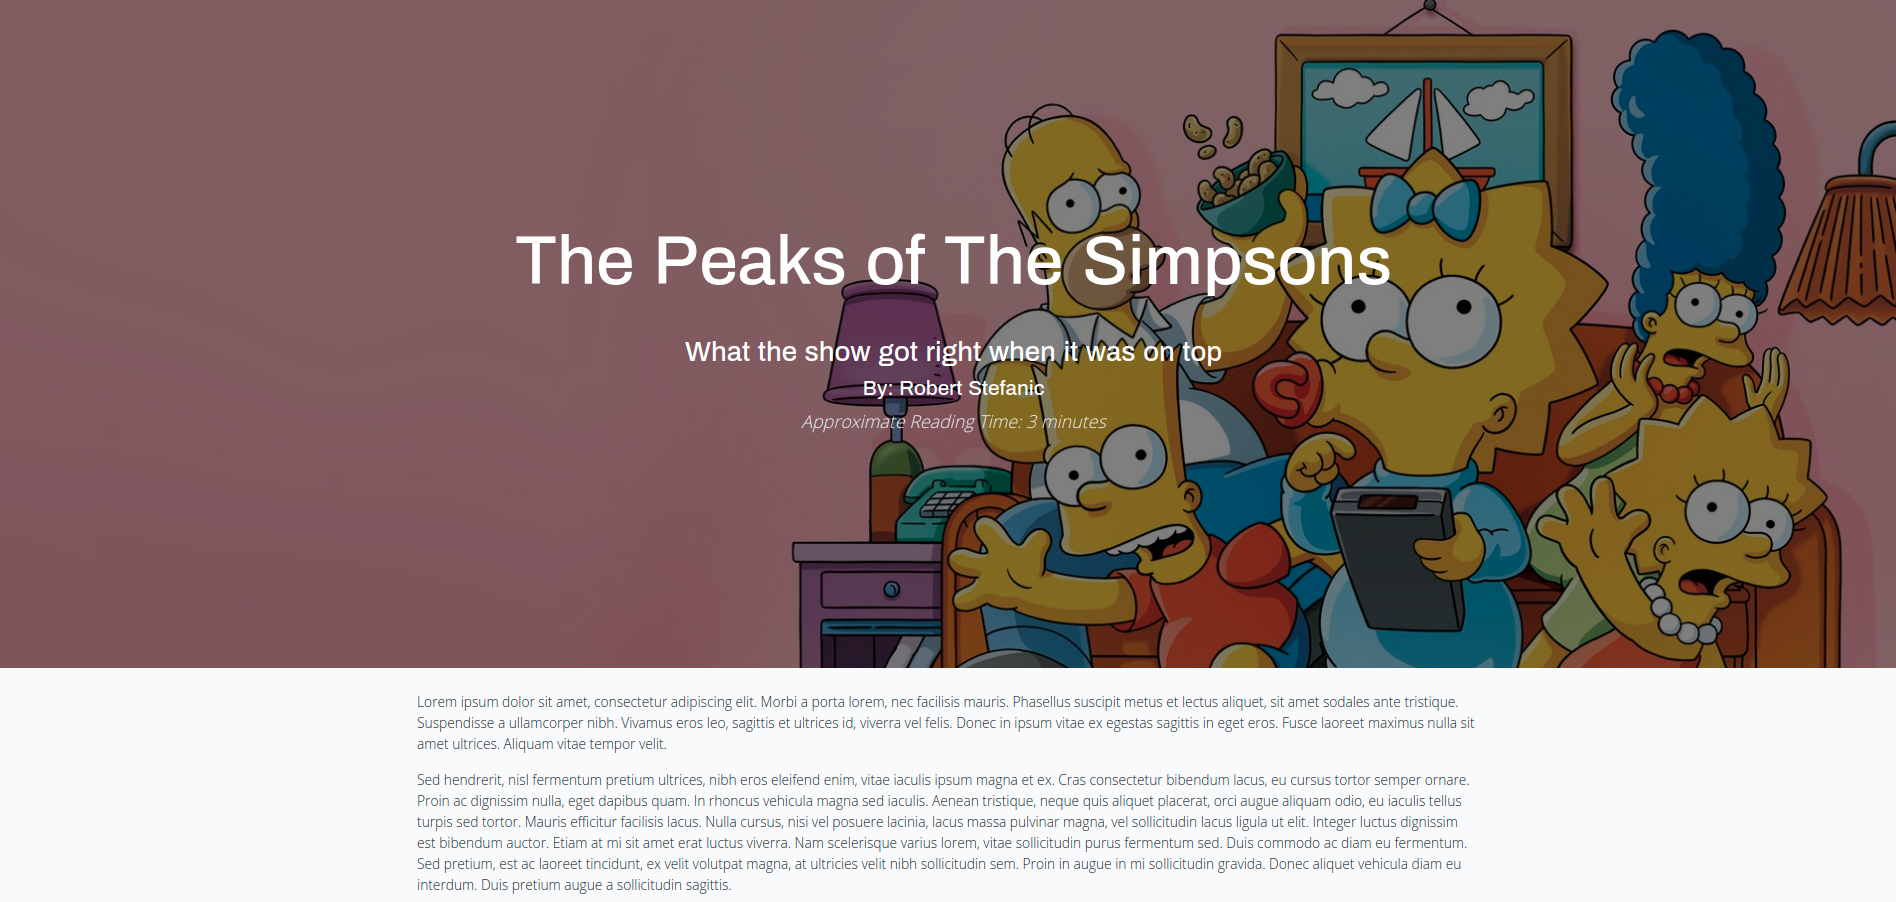 The Peaks of The Simpsons
What the show got right when it was on top
By: Robert Stefanic
Approximate Reading Time: 3 minutes
Lorem ipsum dolor sit amet, consectetur adipiscing elit. Morbi a porta lorem, nec facilisis mauris. Phasellus suscipit metus et lectus aliquet, sit amet sodales ante tristique.
Suspendisse a ullamcorper nibh. Vivamus eros leo, sagittis et ultrices id, viverra vel felis. Donec in ipsum vitae ex egestas sagittis in eget eros. Fusce laoreet maximus nulla sit
amet ultrices. Aliquam vitae tempor velit.
Sed hendrerit, nisl fermentum pretium ultrices, nibh eros eleifend enim, vitae iaculis ipsum magna et ex. Cras consectetur bibendum lacus, eu cursus tortor semper ornare.
Proin ac dignissim nulla, eget dapibus quam. In rhoncus vehicula magna sed iaculis. Aenean tristique, neque quis aliquet placerat, orci augue aliquam odio, eu iaculis tellus
turpis sed tortor. Mauris efficitur facilisis lacus. Nulla cursus, nisi vel posuere lacinia, lacus massa pulvinar magna, vel sollicitudin lacus ligula ut elit. Integer luctus dignissim
est bibendum auctor. Etiam at mi sit amet erat luctus viverra. Nam scelerisque varius lorem, vitae sollicitudin purus fermentum sed. Duis commodo ac diam eu fermentum.
Sed pretium, est ac laoreet tincidunt, ex velit volutpat magna, at ultricies velit nibh sollicitudin sem. Proin in augue in mi sollicitudin gravida. Donec aliquet vehicula diam eu
interdum. Duis pretium augue a sollicitudin sagittis.